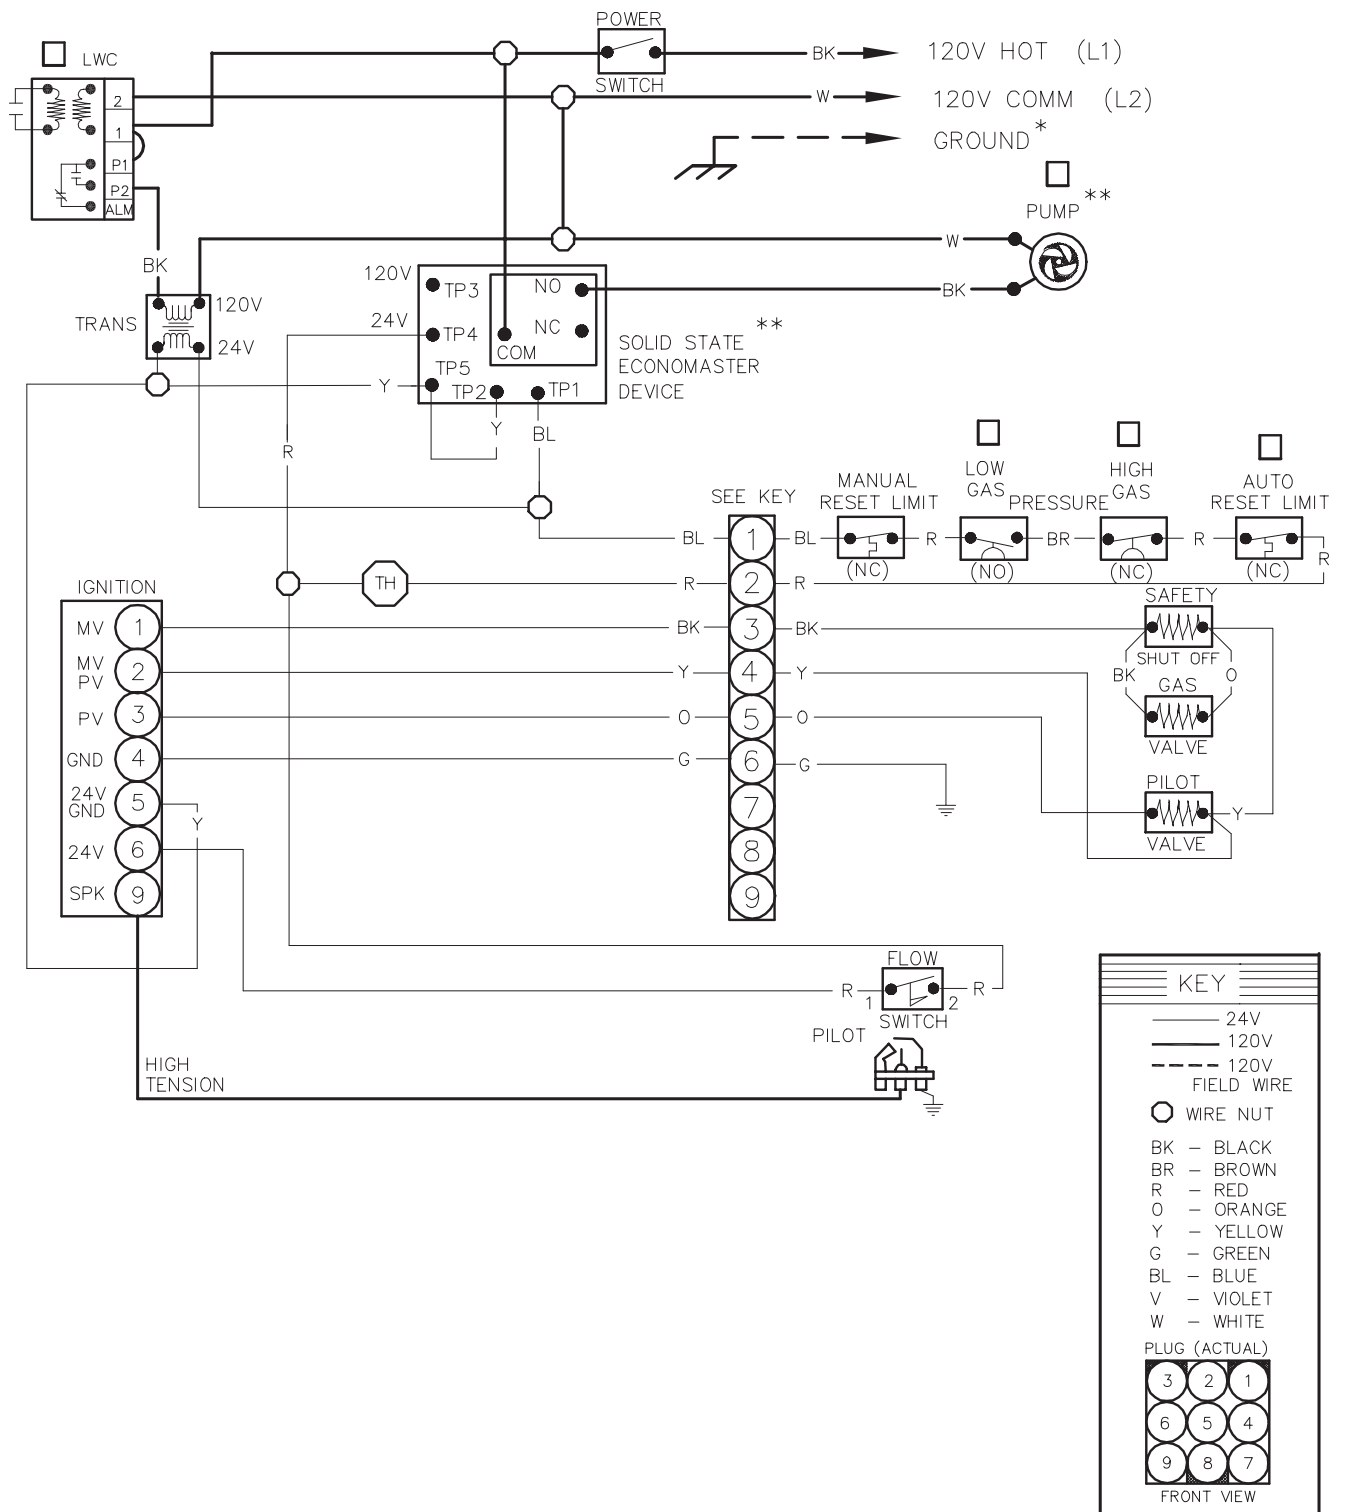 POWER
SWITCH
LWC
2
1
P1
P2
ALM
BK
120V HOT (L1)
W
120V COMM (L2)
GROUND*
PUMP **
W
BK
BK
TRANS
120V
24V
120V
TP3
24V
TP4
TP5
TP2
TP1
NO
NC
COM
SOLID STATE **
ECONOMASTER
DEVICE
Y
Y
BL
R
SEE KEY
MANUAL
RESET LIMIT
LOW
GAS
PRESSURE
HIGH
GAS
AUTO
RESET LIMIT
BL
1
BL
R
BR
R
R
(NC)
(NO)
(NC)
(NC)
TH
R
2
R
IGNITION
MV
1
BK
3
BK
SAFETY
SHUT OFF
MV
PV
2
Y
4
Y
BK
O
GAS
VALVE
PV
3
O
5
O
GND
4
G
6
G
24V
GND
5
Y
7
PILOT
VALVE
Y
24V
6
8
SPK
9
9
FLOW
SWITCH
R
1
2
R
PILOT
HIGH
TENSION
KEY
24V
120V
120V
FIELD WIRE
WIRE NUT
BK - BLACK
BR - BROWN
R - RED
O - ORANGE
Y - YELLOW
G - GREEN
BL - BLUE
V - VIOLET
W - WHITE
PLUG (ACTUAL)
3 2 1
6 5 4
9 8 7
FRONT VIEW